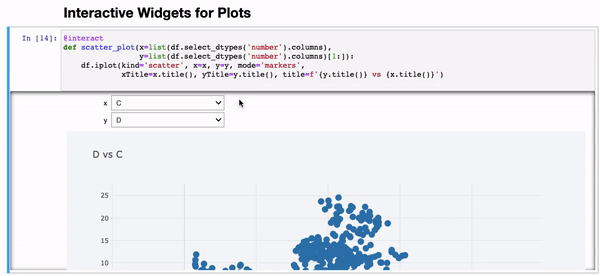 Interactive Widgets for Plots
In [14]: @interact
def scatter_plot(x=list(df.select_dtypes('number').columns),
y=list(df.select_dtypes('number').columns)[1:]):
df.iplot(kind='scatter', x=x, y=y, mode='markers',
xTitle=x.title(), yTitle=y.title(), title=f'{y.title()} vs {x.title()}')
x C
y D
D vs C
25
20
15
10